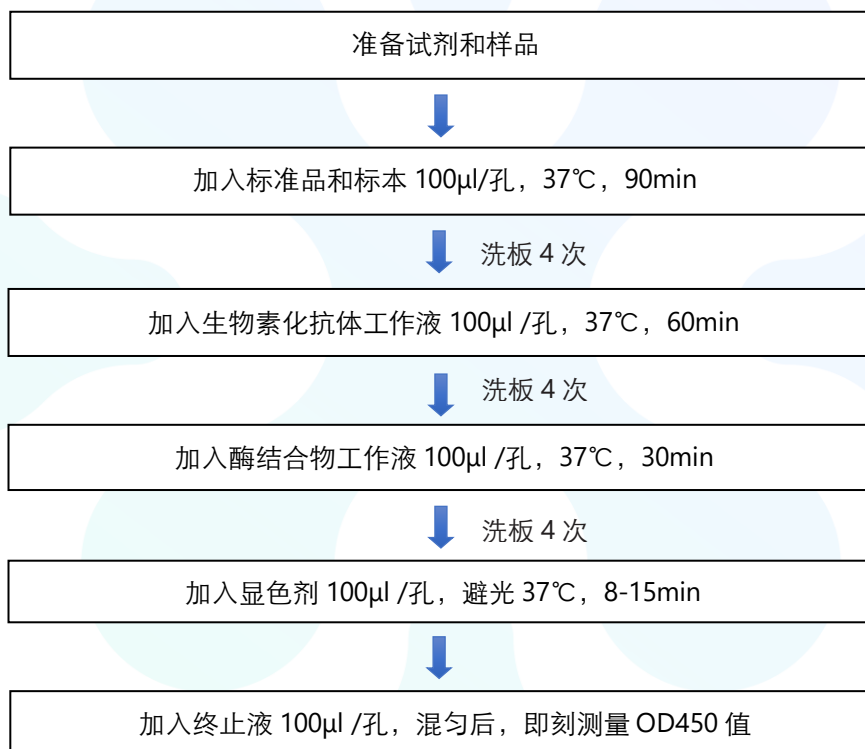 准备试剂和样品
加入标准品和标本 100μl/孔，37℃，90min
洗板 4 次
加入生物素化抗体工作液 100μl /孔，37℃，60min
洗板 4 次
加入酶结合物工作液 100μl /孔，37℃，30min
洗板 4 次
加入显色剂 100μl /孔，避光 37℃，8-15min
加入终止液 100μl /孔，混匀后，即刻测量 OD450 值